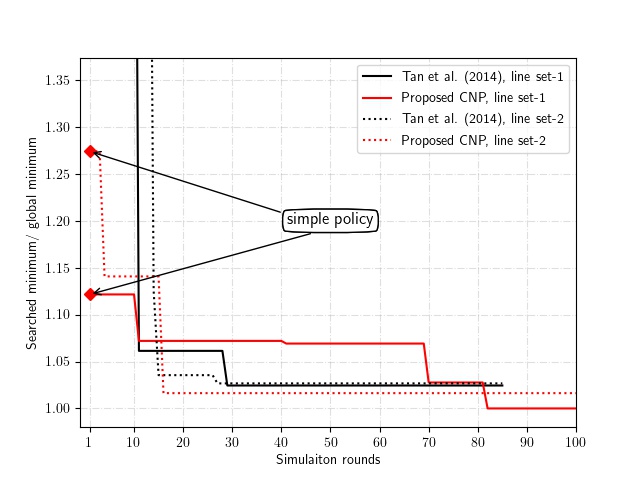 Tan et al. (2014), line set-1
Proposed CNP, line set-1
Tan et al. (2014), line set-2
Proposed CNP, line set-2
simple policy
Searched minimum/ global minimum
1.35
1.30
1.25
1.20
1.15
1.10
1.05
1.00
1 10 20 30 40 50 60 70 80 90 100
Simulaiton rounds